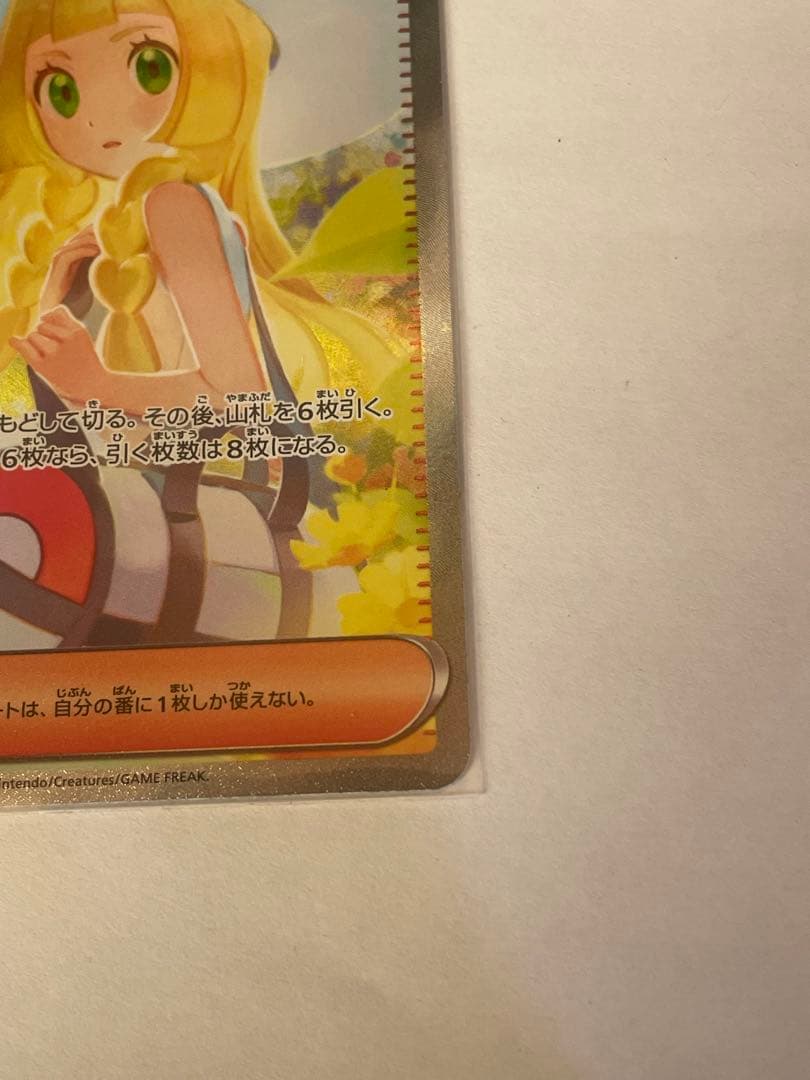 もどして切る。その後、山札を6枚引く。
6枚なら、引く枚数は8枚になる。
ートは、自分の番に1枚しか使えない。
intendo/Creatures/GAME FREAK.